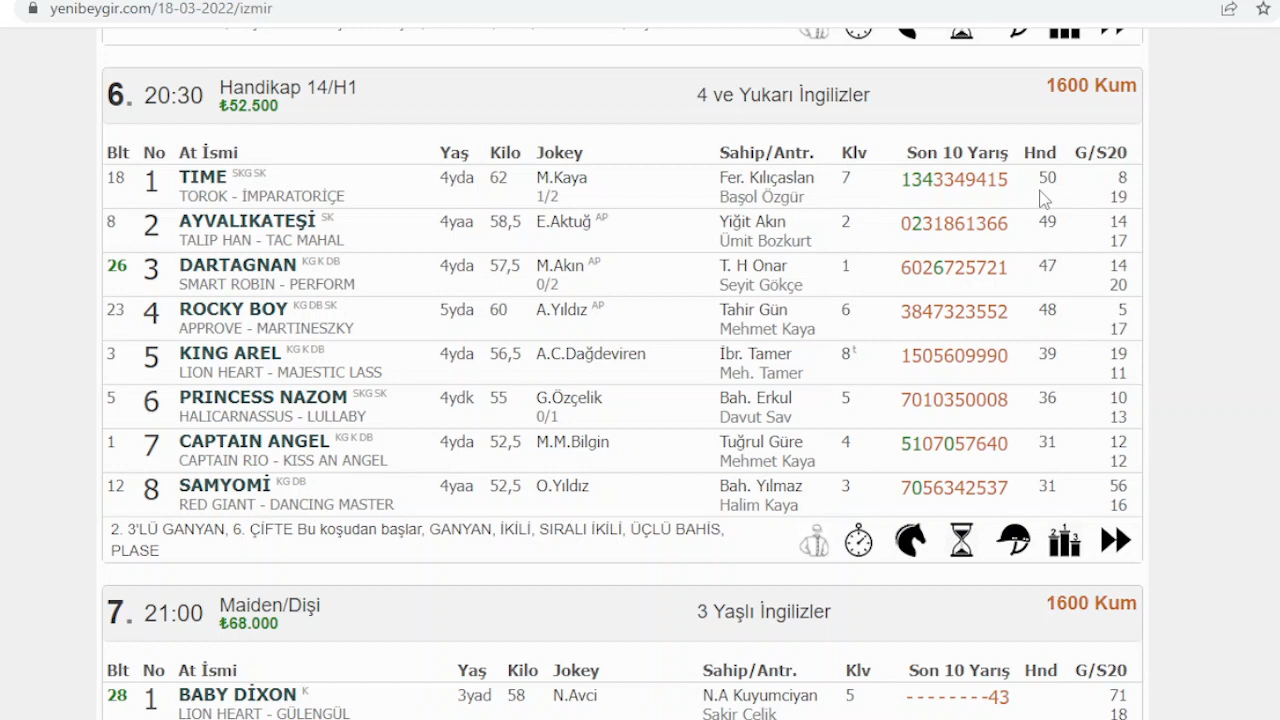 yenibeygir.com/18-03-2022/izmir
6. 20:30 Handikap 14/H1 4 ve Yukarı İngilizler 1600 Kum
₺52.500
Blt No At İsmi Yaş Kilo Jokey Sahip/Antr. Klv Son 10 Yarış Hnd G/S20
18 1 TIME SKG SK 4yda 62 M.Kaya Fer. Kılıçaslan 7 1343349415 50 8
TOROK - İMPARATORİÇE 1/2 Başol Özgür 19
8 2 AYVALIKATEŞİ SK 4yaa 58,5 E.Aktuğ AP Yiğit Akın 2 0231861366 49 14
TALIP HAN - TAC MAHAL Ümit Bozkurt 17
26 3 DARTAGNAN KG K DB 4yda 57,5 M.Akın AP T. H Onar 1 6026725721 47 14
SMART ROBIN - PERFORM 0/2 Seyit Gökçe 20
23 4 ROCKY BOY KG DB SK 5yda 60 A.Yıldız AP Tahir Gün 6 3847323552 48 5
APPROVE - MARTINESZKY Mehmet Kaya 17
3 5 KING AREL KG K DB 4yda 56,5 A.C.Dağdeviren İbr. Tamer 8 t 1505609990 39 19
LION HEART - MAJESTIC LASS Meh. Tamer 11
5 6 PRINCESS NAZOM SKG SK 4ydk 55 G.Özçelik Bah. Erkul 5 7010350008 36 10
HALICARNASSUS - LULLABY 0/1 Davut Sav 13
1 7 CAPTAIN ANGEL KG K DB 4yda 52,5 M.M.Bilgin Tuğrul Güre 4 5107057640 31 12
CAPTAIN RIO - KISS AN ANGEL Mehmet Kaya 12
12 8 SAMYOMİ KG DB 4yaa 52,5 O.Yıldız Bah. Yılmaz 3 7056342537 31 56
RED GIANT - DANCING MASTER Halim Kaya 16
2. 3'LÜ GANYAN, 6. ÇİFTE Bu koşudan başlar, GANYAN, İKİLİ, SIRALI İKİLİ, ÜÇLÜ BAHİS,
PLASE
7. 21:00 Maiden/Dişi 3 Yaşlı İngilizler 1600 Kum
₺68.000
Blt No At İsmi Yaş Kilo Jokey Sahip/Antr. Klv Son 10 Yarış Hnd G/S20
28 1 BABY DİXON K 3yad 58 N.Avci N.A Kuyumciyan 5 --------43 71
LION HEART - GÜLENGÜL Sakir Celik 18